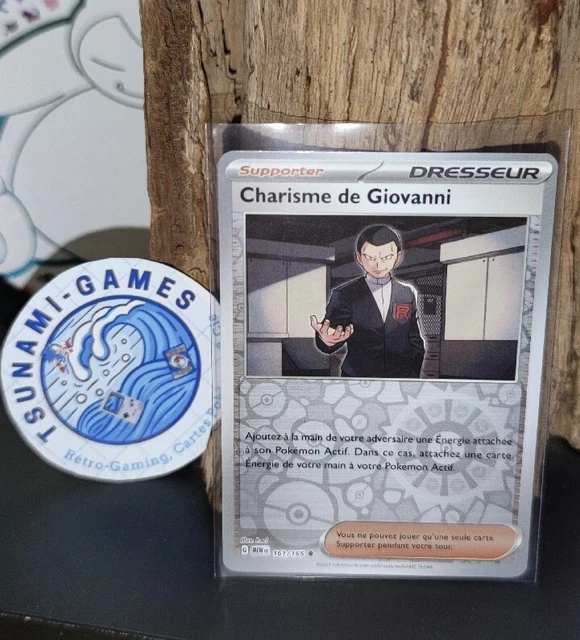 Supporter
DRESSEUR
Charisme de Giovanni
R
Ajoutez à la main de votre adversaire une Énergie attachée
à son Pokémon Actif. Dans ce cas, attachez une carte
Énergie de votre main à votre Pokémon Actif.
Vous ne pouvez jouer qu'une seule carte
Supporter pendant votre tour.
G MEW FR 161/165
TSUNAMI-GAMES
Rétro-Gaming, Cartes